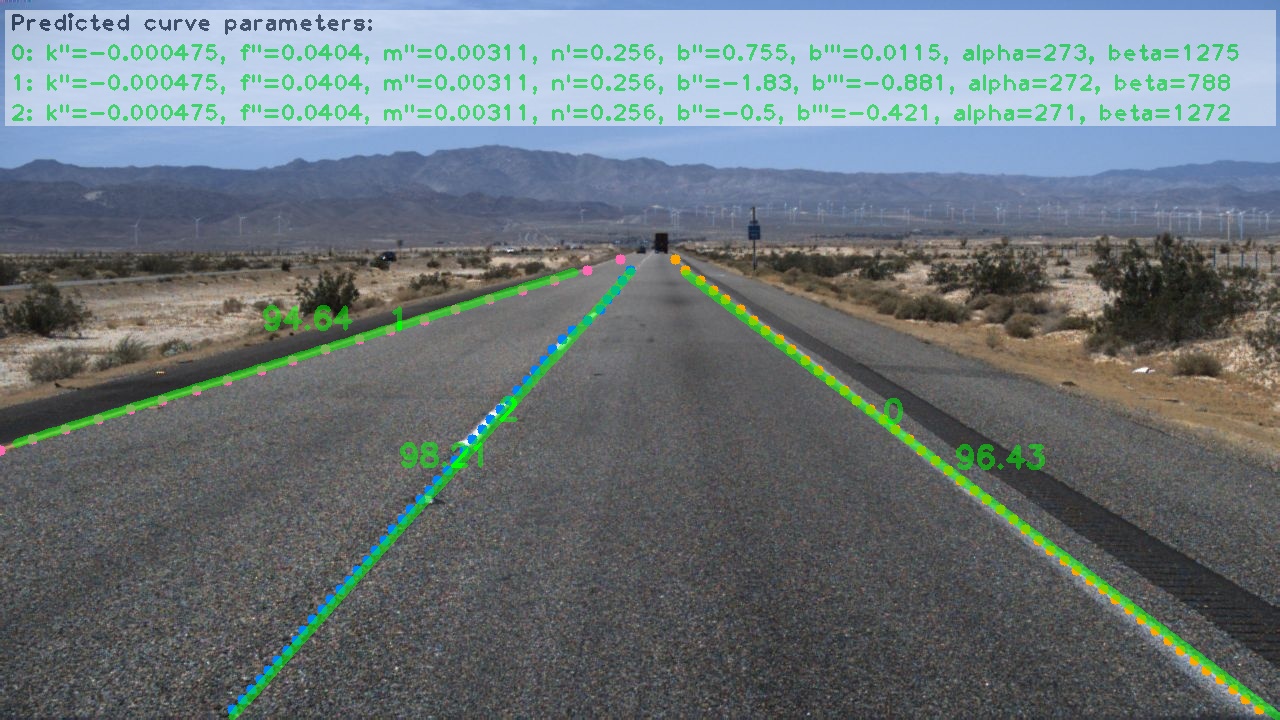 Predicted curve parameters:
0: k''=-0.000475, f''=0.0404, m''=0.00311, n'=0.256, b''=0.755, b'''=0.0115, alpha=273, beta=1275
1: k''=-0.000475, f''=0.0404, m''=0.00311, n'=0.256, b''=-1.83, b'''=-0.881, alpha=272, beta=788
2: k''=-0.000475, f''=0.0404, m''=0.00311, n'=0.256, b''=-0.5, b'''=-0.421, alpha=271, beta=1272
94.64 1
2 0
98.21 96.43